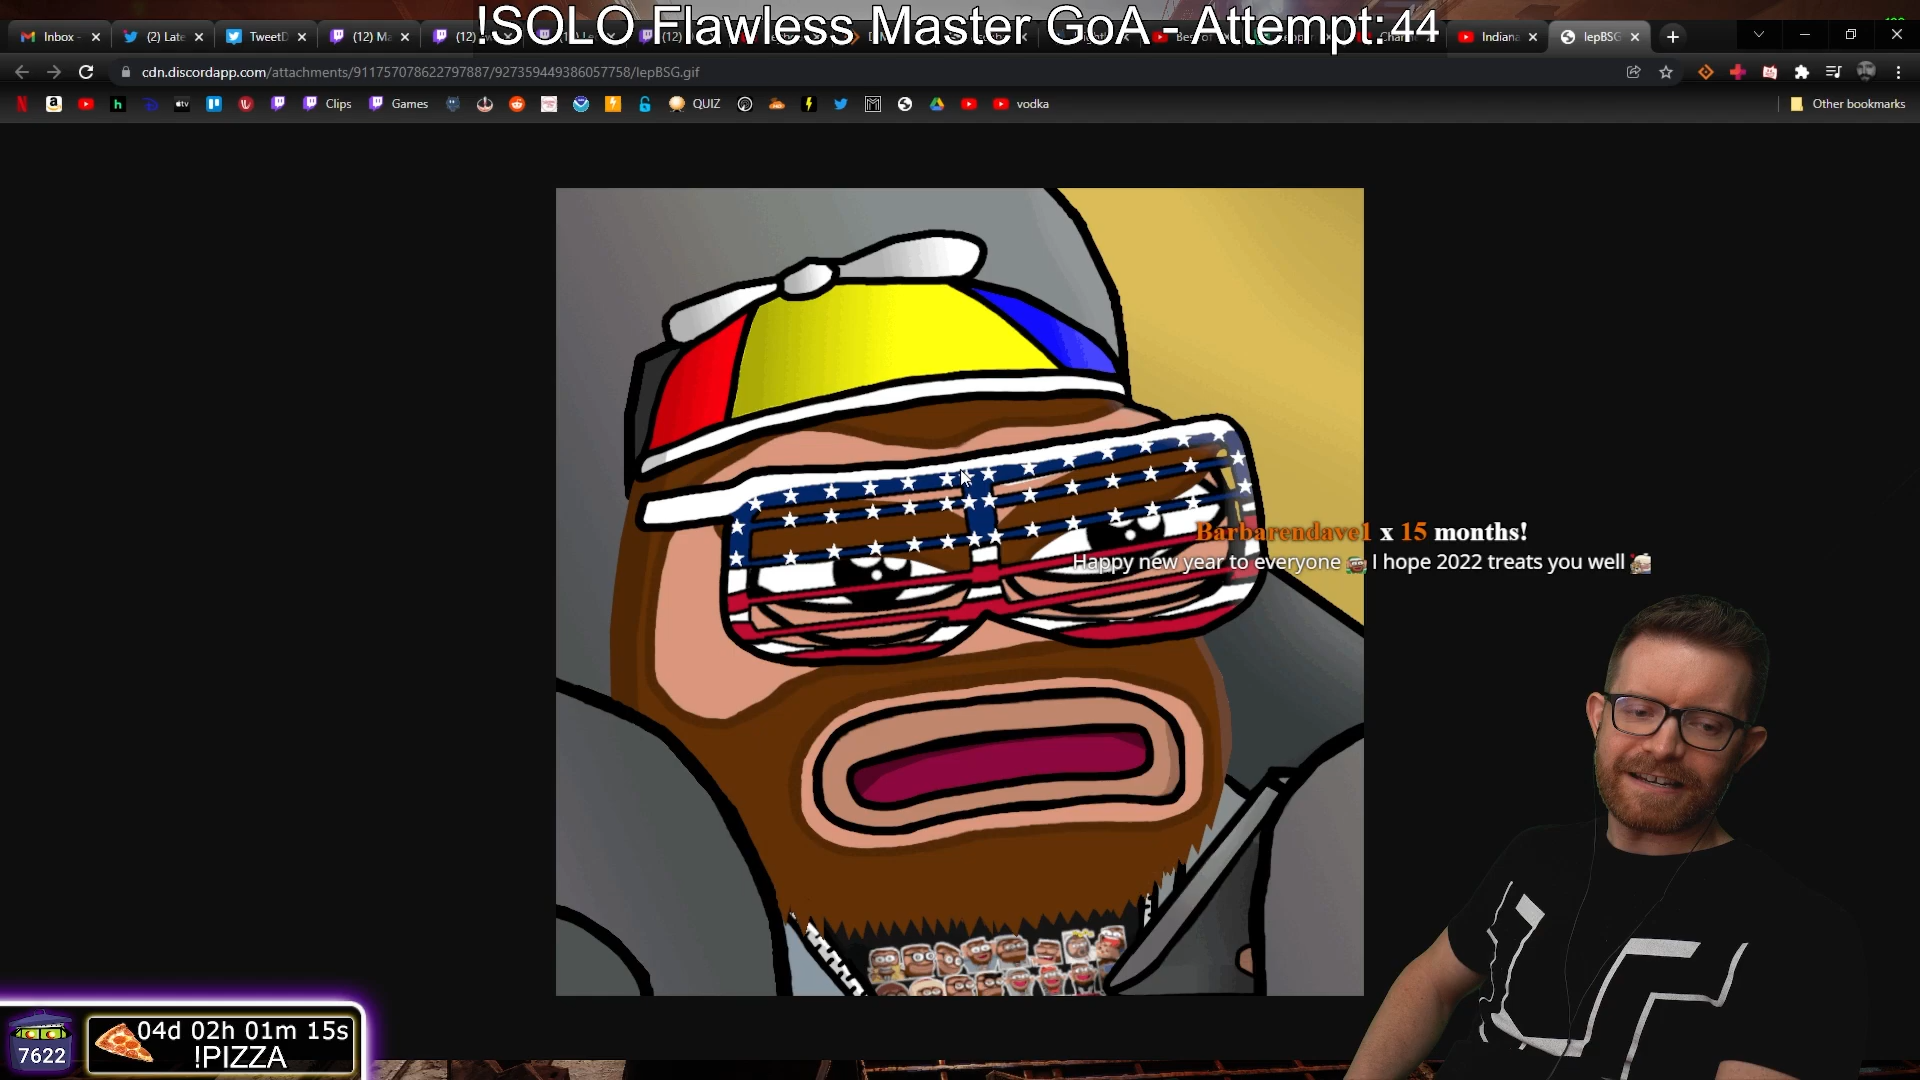 !SOLO Flawless Master GoA - Attempt:44
Inbox -
(2) Late
TweetD
(12) Ma
(12)
Indiana
lepBSG
cdn.discordapp.com/attachments/911757078622797887/927359449386057758/lepBSG.gif
Clips
Games
QUIZ
vodka
Other bookmarks
Barbarendave1 x 15 months!
Happy new year to everyone I hope 2022 treats you well
7622
04d 02h 01m 15s
!PIZZA